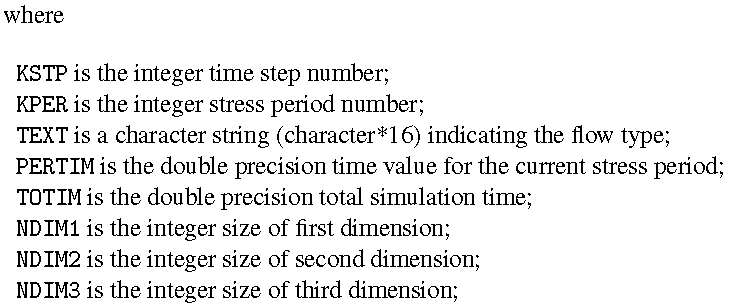 where
KSTP is the integer time step number;
KPER is the integer stress period number;
TEXT is a character string (character*16) indicating the flow type;
PERTIM is the double precision time value for the current stress period;
TOTIM is the double precision total simulation time;
NDIM1 is the integer size of first dimension;
NDIM2 is the integer size of second dimension;
NDIM3 is the integer size of third dimension;